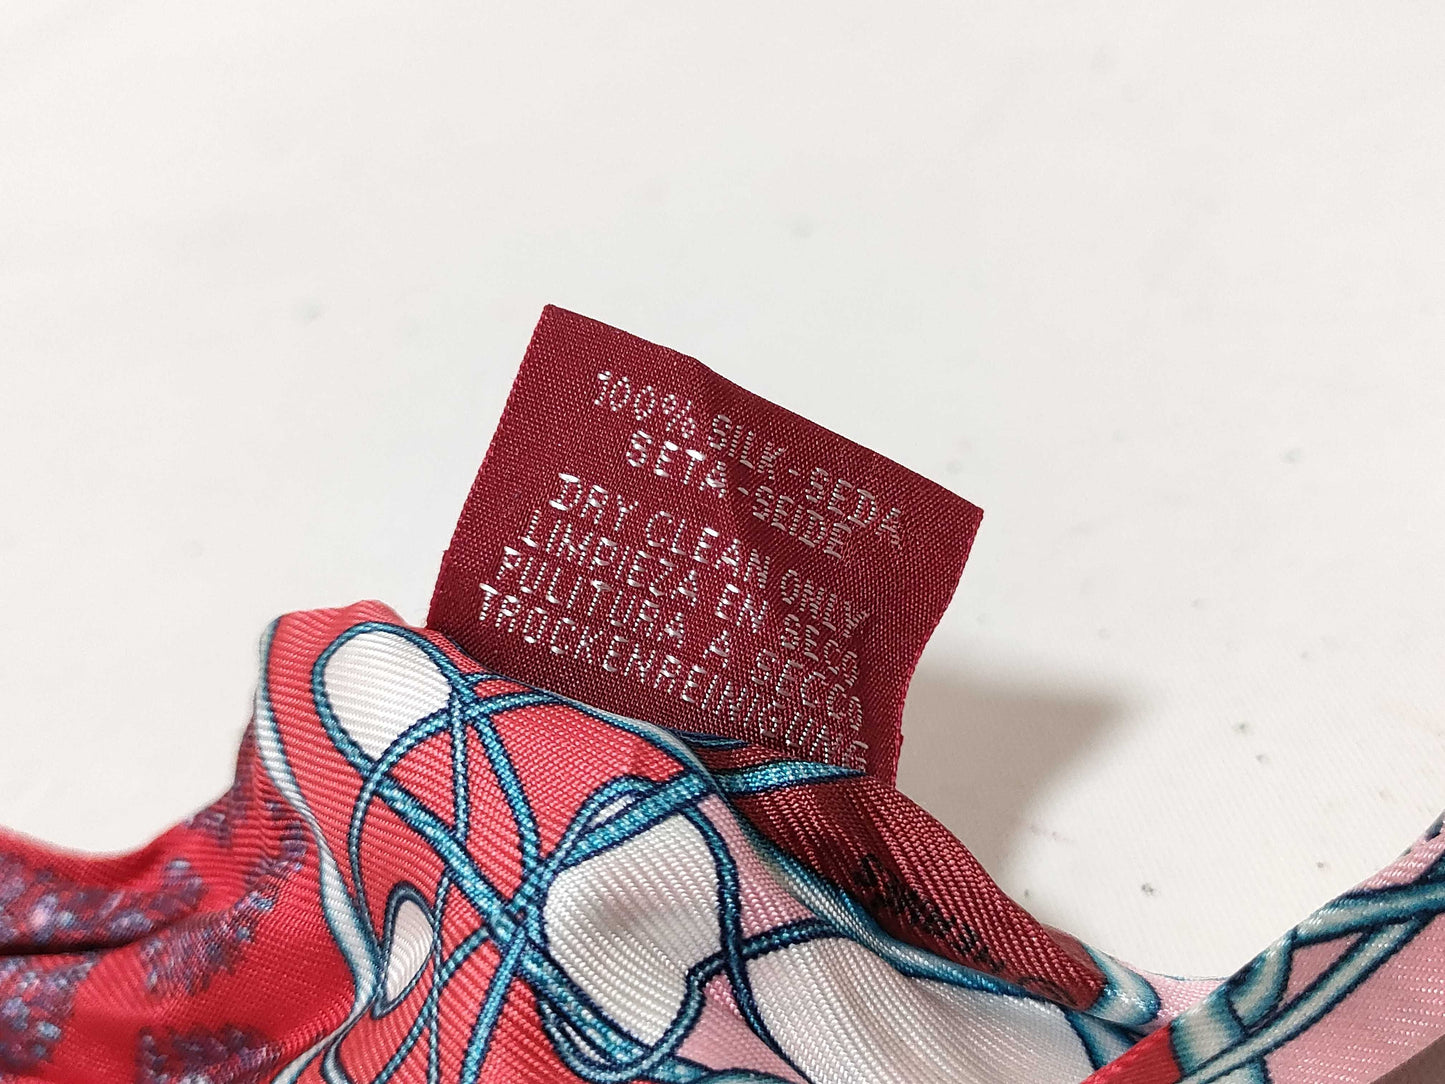 100% SILK - SEDA
SETA - SEIDE
DRY CLEAN ONLY
LIMPIEZA EN SECO
PULITURA A SECCO
TROCKENREINIGUNG